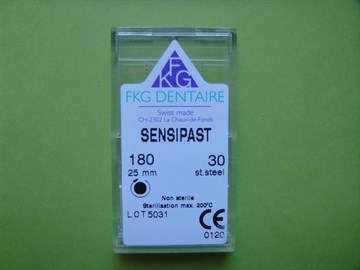 F
K G
FKG DENTAIRE
Swiss made
CH-2302 La Chaux-de-Fonds
SENSIPAST
180 30
25 mm st.steel
Non sterile
Sterilisation max. 200°C
LOT 5031 CE
0120